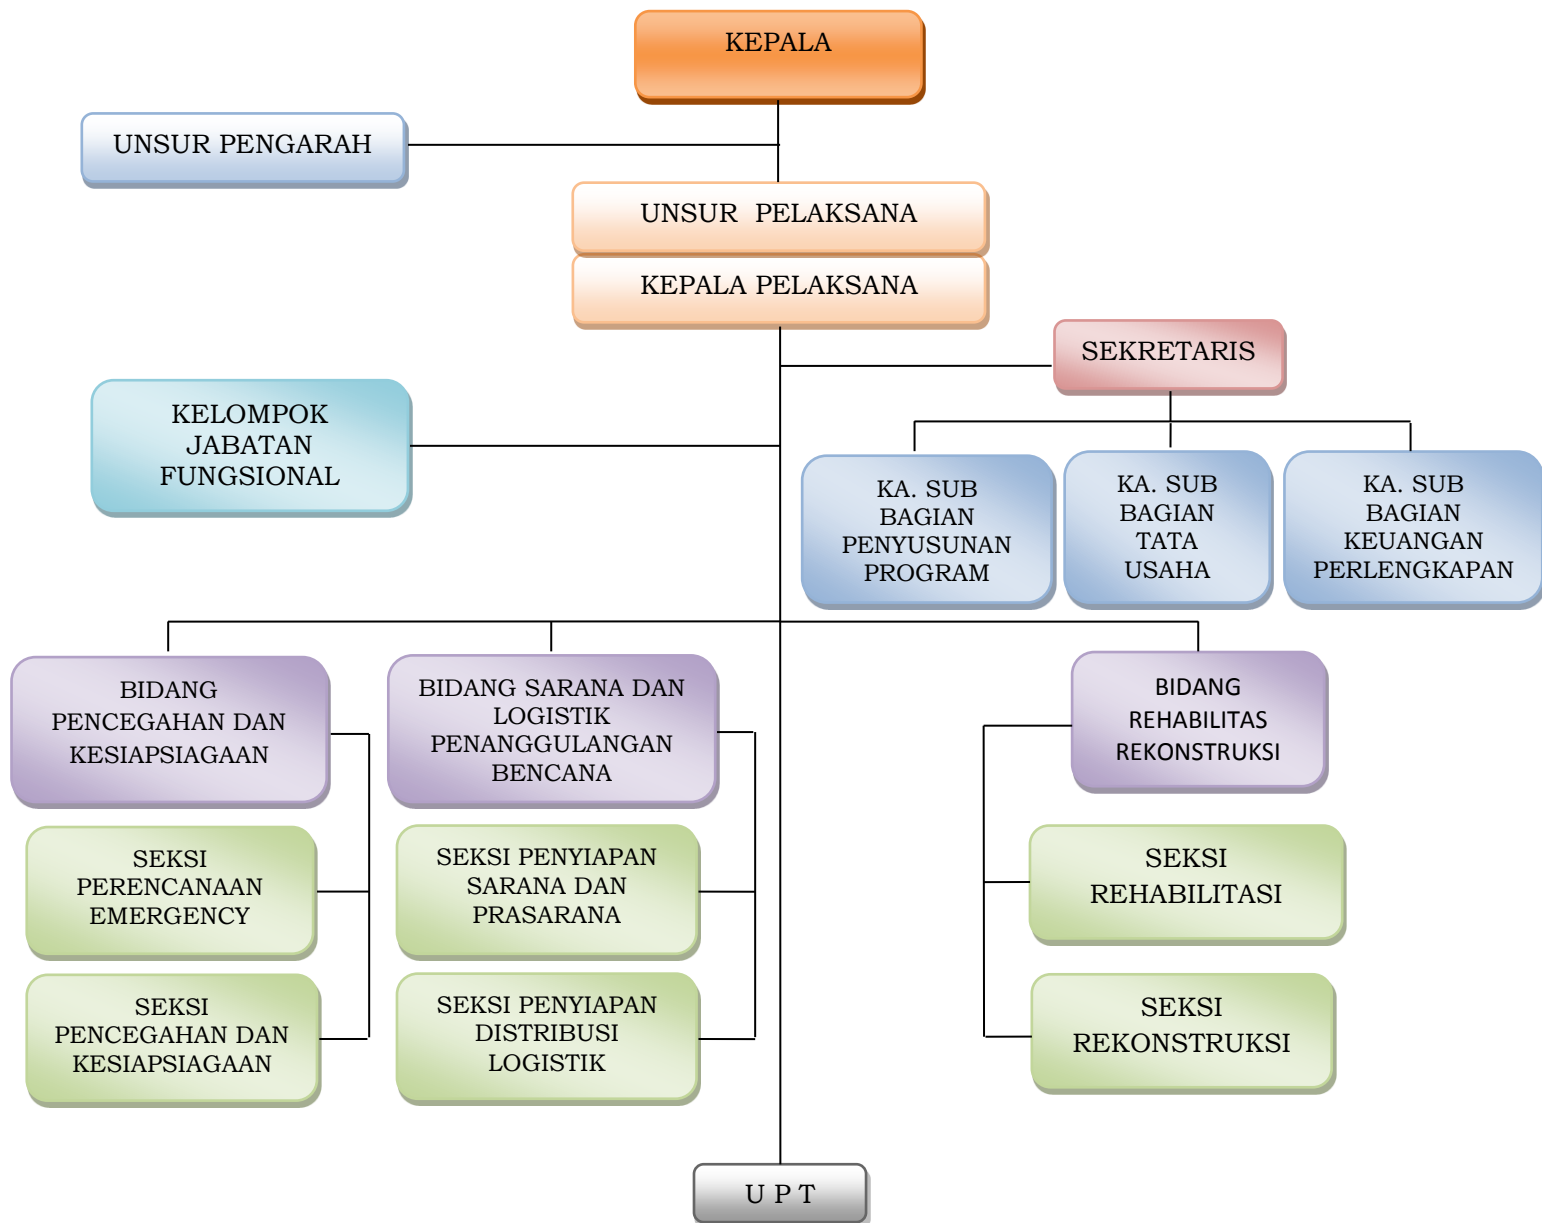 KEPALA
UNSUR PENGARAH
UNSUR  PELAKSANA
KEPALA PELAKSANA
SEKRETARIS
KELOMPOK
JABATAN
FUNGSIONAL
KA. SUB
BAGIAN
PENYUSUNAN
PROGRAM
KA. SUB
BAGIAN
TATA
USAHA
KA. SUB
BAGIAN
KEUANGAN
PERLENGKAPAN
BIDANG
PENCEGAHAN DAN
KESIAPSIAGAAN
BIDANG SARANA DAN
LOGISTIK
PENANGGULANGAN
BENCANA
BIDANG
REHABILITAS
REKONSTRUKSI
SEKSI
PERENCANAAN
EMERGENCY
SEKSI PENYIAPAN
SARANA DAN
PRASARANA
SEKSI
REHABILITASI
SEKSI
PENCEGAHAN DAN
KESIAPSIAGAAN
SEKSI PENYIAPAN
DISTRIBUSI
LOGISTIK
SEKSI
REKONSTRUKSI
U P T